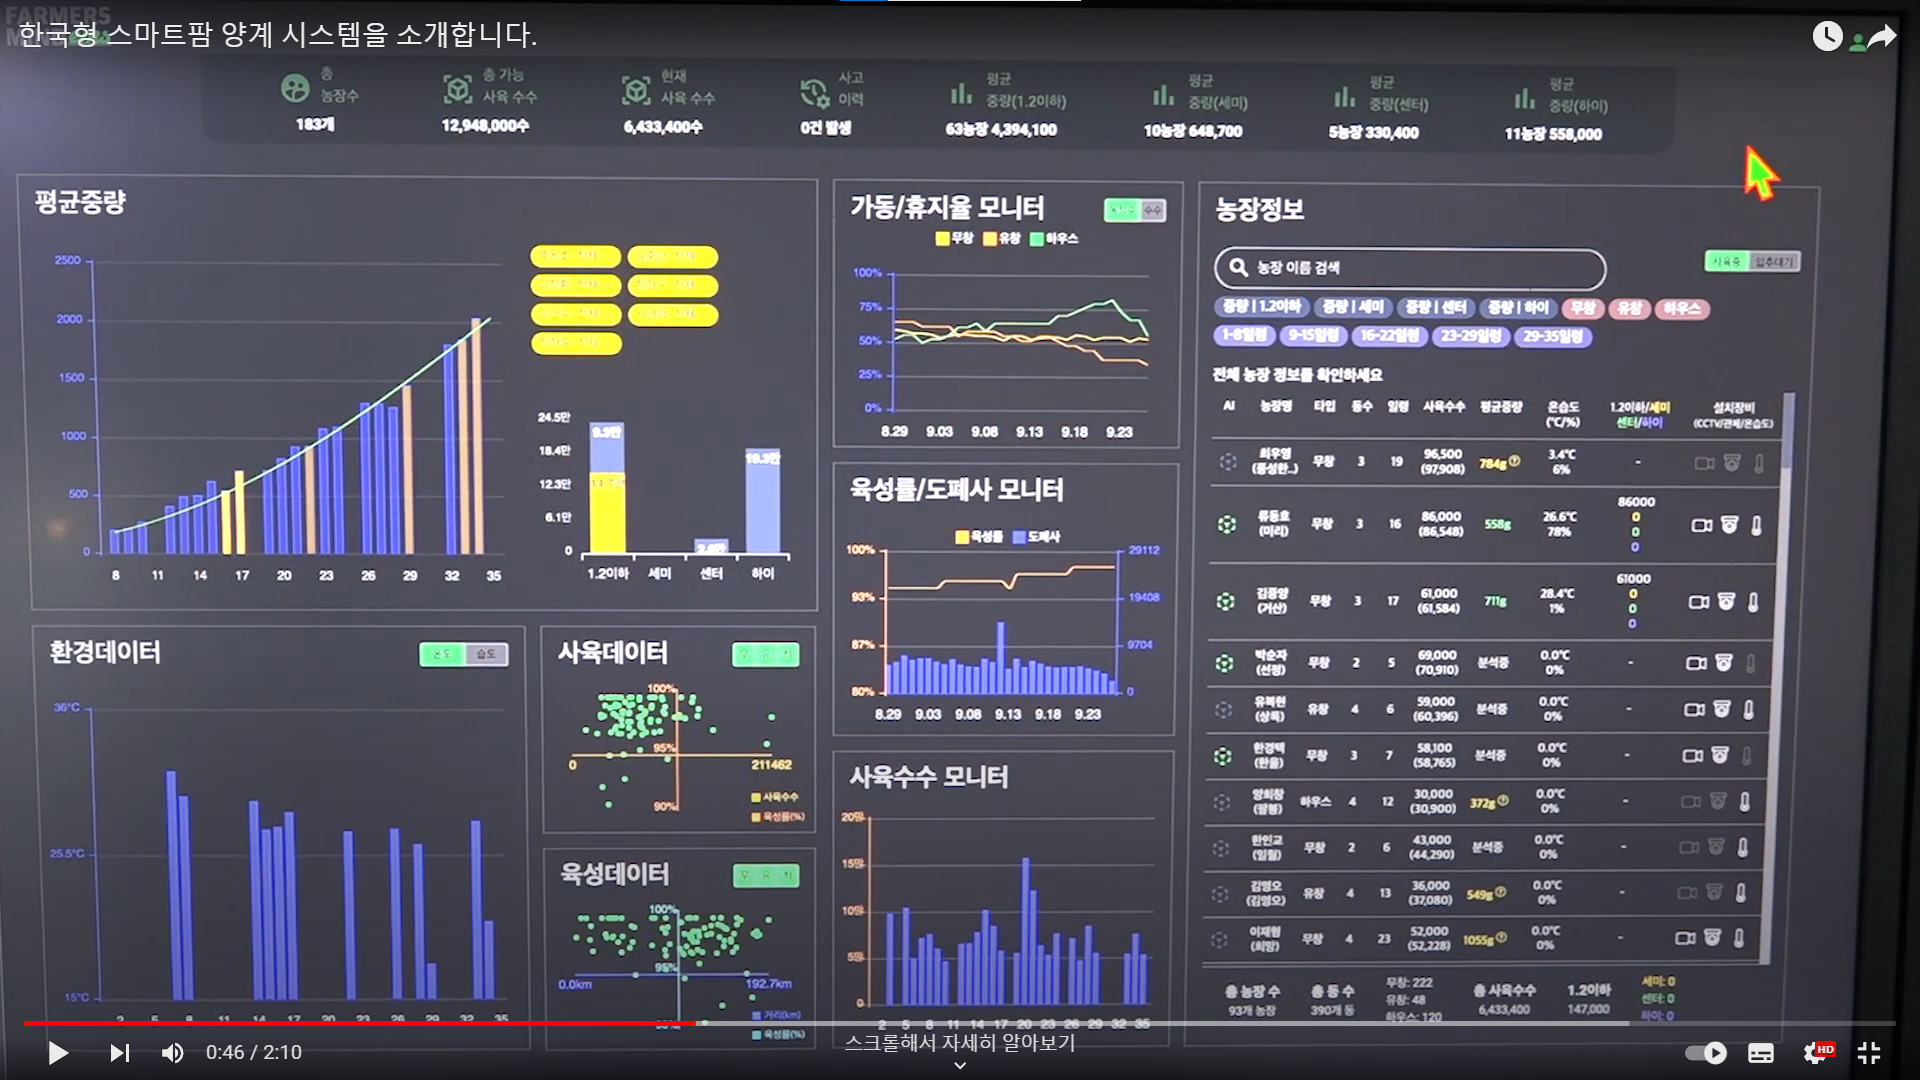 FARMERS
MIND
한국형 스마트팜 양계 시스템을 소개합니다.
총 농장수
183개
총 가능 사육 수수
12,948,000수
현재 사육 수수
6,433,400수
사고 이력
0건 발생
평균 중량(1.2이하)
63농장 4,394,100
평균 중량(세미)
10농장 648,700
평균 중량(센터)
5농장 330,400
평균 중량(하이)
11농장 558,000
평균중량
2500
2000
1500
1000
500
0
8 11 14 17 20 23 26 29 32 35
24.5만
18.4만
12.3만
6.1만
0
9.3만
18.3만
1.2이하 세미 센터 하이
환경데이터
온도 습도
36°C
25.5°C
15°C
2 5 8 11 14 17 20 23 26 29 32 35
사육데이터
무 유 하
100%
95%
0 211462
90%
사육수수
육성률(%)
육성데이터
무 유 하
100%
95%
0.0km 192.7km
거리(km)
육성률(%)
가동/휴지율 모니터
수수
무창 유창 하우스
100%
75%
50%
25%
0%
8.29 9.03 9.08 9.13 9.18 9.23
육성률/도폐사 모니터
육성률 도폐사
100% 29112
93% 19408
87% 9704
80% 0
8.29 9.03 9.08 9.13 9.18 9.23
사육수수 모니터
20만
15만
10만
5만
0
2 5 8 11 14 17 20 23 26 29 32 35
농장정보
농장 이름 검색
사육중 입추대기
중량 | 1.2이하 중량 | 세미 중량 | 센터 중량 | 하이 무창 유창 하우스
1-8일령 9-15일령 16-22일령 23-29일령 29-35일령
전체 농장 정보를 확인하세요
AI 농장명 타입 동수 일령 사육수수 평균중량 온습도 (°C/%) 1.2이하/세미 센터/하이 설치장비 (CCTV/관제/온습도)
최우영 (풍성한..) 무창 3 19 96,500 (97,908) 784g 3.4°C 6% -
류동효 (미리) 무창 3 16 86,000 (86,548) 558g 26.6°C 78% 86000 0 0 0
김종양 (거산) 무창 3 17 61,000 (61,584) 711g 28.4°C 1% 61000 0 0 0
박순자 (선정) 무창 2 5 69,000 (70,910) 분석중 0.0°C 0% -
유복현 (상록) 유창 4 6 59,000 (60,396) 분석중 0.0°C 0% -
한경택 (한울) 무창 3 7 58,100 (58,765) 분석중 0.0°C 0% -
양희창 (팔봉) 하우스 4 12 30,000 (30,900) 372g 0.0°C 0% -
한인교 (일월) 무창 2 6 43,000 (44,290) 분석중 0.0°C 0% -
김영오 (김영오) 유창 4 13 36,000 (37,080) 549g 0.0°C 0% -
이재형 (희망) 무창 4 23 52,000 (52,228) 1055g 0.0°C 0% -
총 농장 수
93개 농장
총 동 수
390개 동
무창: 222
유창: 48
하우스: 120
총 사육수수
6,433,400
1.2이하
147,000
세미: 0
센터: 0
하이: 0
0:46 / 2:10
스크롤해서 자세히 알아보기
HD